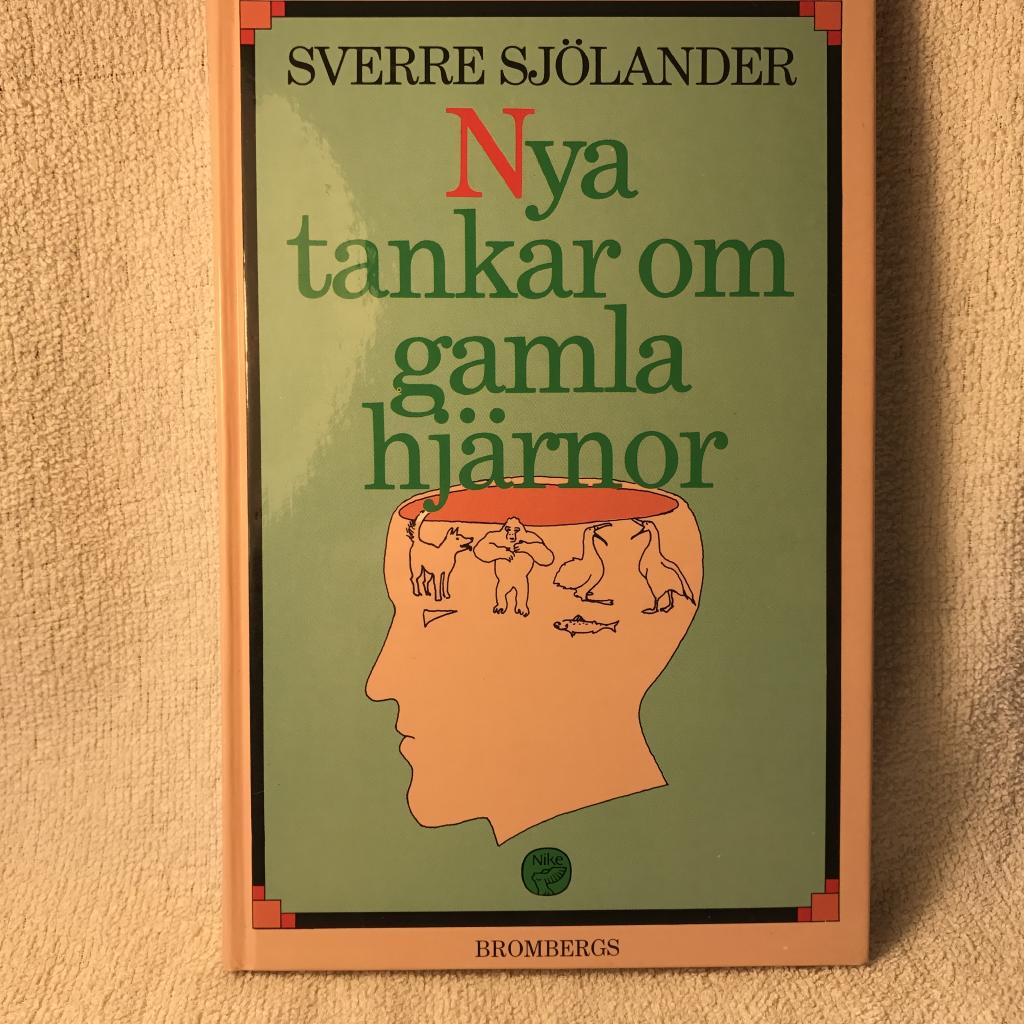 SVERRE SJÖLANDER
Nya
tankar om
gamla
hjärnor
Nike
BROMBERGS